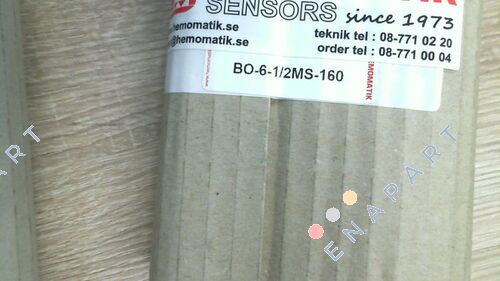 SENSORS since 1973
hemomatik.se teknik tel : 08-771 02 20
@hemomatik.se order tel : 08-771 00 04
BO-6-1/2MS-160
HEMOMATIK
ENAPART